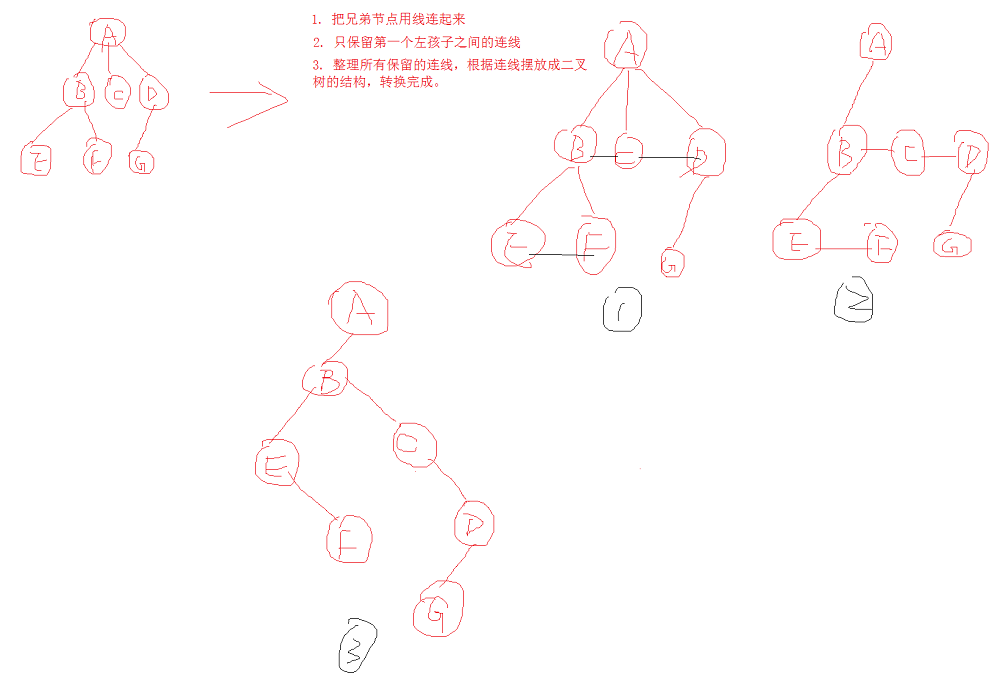 1. 把兄弟节点用线连起来
2. 只保留第一个左孩子之间的连线
3. 整理所有保留的连线，根据连线摆放成二叉
树的结构，转换完成。
A
B C D
E F G
A
B C D
E F G
1
A
B C D
E F G
2
A
B
E C
F D
G
3